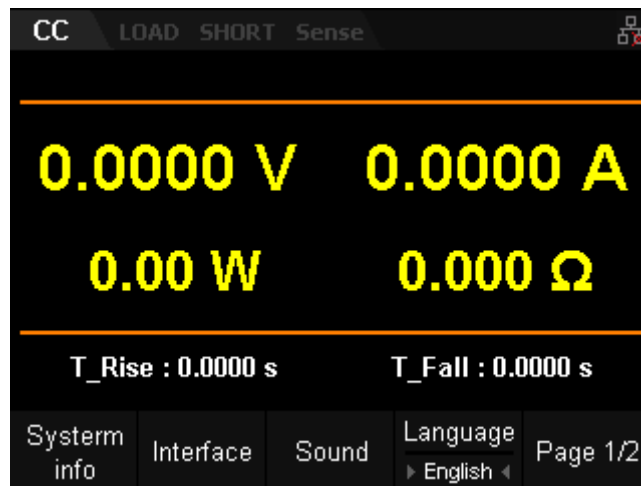 CC LOAD SHORT Sense
0.0000 V 0.0000 A
0.00 W 0.000 Ω
T_Rise : 0.0000 s T_Fall : 0.0000 s
Systerm info
Interface
Sound
Language
English
Page 1/2